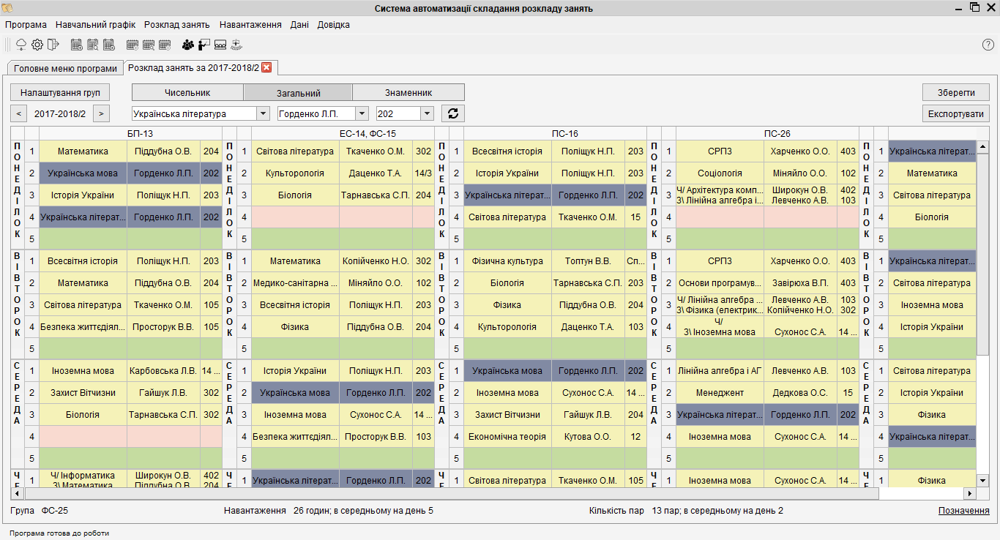 Система автоматизації складання розкладу занять
Програма Навчальний графік Розклад занять Навантаження Дані Довідка
Головне меню програми Розклад занять за 2017-2018/2
Налаштування груп Чисельник Загальний Знаменник Зберегти
< 2017-2018/2 > Українська література Горденко Л.П. 202 Експортувати
БП-13 ЕС-14, ФС-15 ПС-16 ПС-26
ПОНЕДІЛОК ПОНЕДІЛОК ПОНЕДІЛОК ПОНЕДІЛОК ПОНЕДІЛОК
1 Математика Піддубна О.В. 204 1 Світова література Ткаченко О.М. 302 1 Всесвітня історія Поліщук Н.П. 203 1 СРПЗ Харченко О.О. 403 1 Українська літерат...
2 Українська мова Горденко Л.П. 202 2 Культорологія Даценко Т.А. 14/3 2 Історія України Поліщук Н.П. 203 2 Соціологія Міняйло О.О. 102 2 Математика
3 Історія України Поліщук Н.П. 203 3 Біологія Тарнавська С.П. 204 3 Українська літерат... Горденко Л.П. 202 3 Ч/ Архітектура комп... Широкун О.В. 402 3 Світова література
З\ Лінійна алгебра і... Левченко А.В. 103
4 Українська літерат... Горденко Л.П. 202 4 4 Світова література Ткаченко О.М. 15 4 4 Біологія
5 5 5 5 5
ВІВТОРОК ВІВТОРОК ВІВТОРОК ВІВТОРОК ВІВТОРОК
1 Всесвітня історія Поліщук Н.П. 203 1 Математика Копійченко Н.О. 302 1 Фізична культура Топтун В.В. Сп... 1 СРПЗ Харченко О.О. 403 1 Українська літерат...
2 Математика Піддубна О.В. 204 2 Медико-санітарна ... Міняйло О.О. 102 2 Біологія Тарнавська С.П. 203 2 Основи програмув... Завірюха В.П. 403 2 Світова література
3 Світова література Ткаченко О.М. 105 3 Всесвітня історія Поліщук Н.П. 203 3 Фізика Піддубна О.В. 204 3 Ч/ Лінійна алгебра ... Левченко А.В. 103 3 Іноземна мова
З\ Фізика (електрик... Копійченко Н.О. 302
4 Безпека життєдіял... Просторук В.В. 105 4 Фізика Піддубна О.В. 204 4 Культорологія Даценко Т.А. 103 4 Ч/ 4 Історія України
З\ Іноземна мова Сухонос С.А. 14 ...
5 5 5 5 5
СЕРЕДА СЕРЕДА СЕРЕДА СЕРЕДА СЕРЕДА
1 Іноземна мова Карбовська Л.В. 14 ... 1 Історія України Поліщук Н.П. 203 1 Українська мова Горденко Л.П. 202 1 Лінійна алгебра і АГ Левченко А.В. 103 1 Світова література
2 Захист Вітчизни Гайшук Л.В. 302 2 Українська мова Горденко Л.П. 202 2 Іноземна мова Сухонос С.А. 14 ... 2 Менеджент Дедкова О.С. 15 2 Історія України
3 Біологія Тарнавська С.П. 302 3 Іноземна мова Сухонос С.А. 14 ... 3 Захист Вітчизни Гайшук Л.В. 204 3 Українська літерат... Горденко Л.П. 202 3 Фізика
4 4 Безпека життєдіял... Просторук В.В. 103 4 Економічна теорія Кутова О.О. 12 4 Іноземна мова Сухонос С.А. 14 ... 4 Українська літерат...
5 5 5 5 5
ЧЕ ЧЕ ЧЕ ЧЕ ЧЕ
1 Ч/ Інформатика Широкун О.В. 402 1 Українська літерат... Горденко Л.П. 202 1 Світова література Ткаченко О.М. 105 1 Іноземна мова Сухонос С.А. 14 ... 1 Фізика
З\ Математика Піддубна О.В. 204
Група ФС-25 Навантаження 26 годин; в середньому на день 5 Кількість пар 13 пар; в середньому на день 2 Позначення
Програма готова до роботи